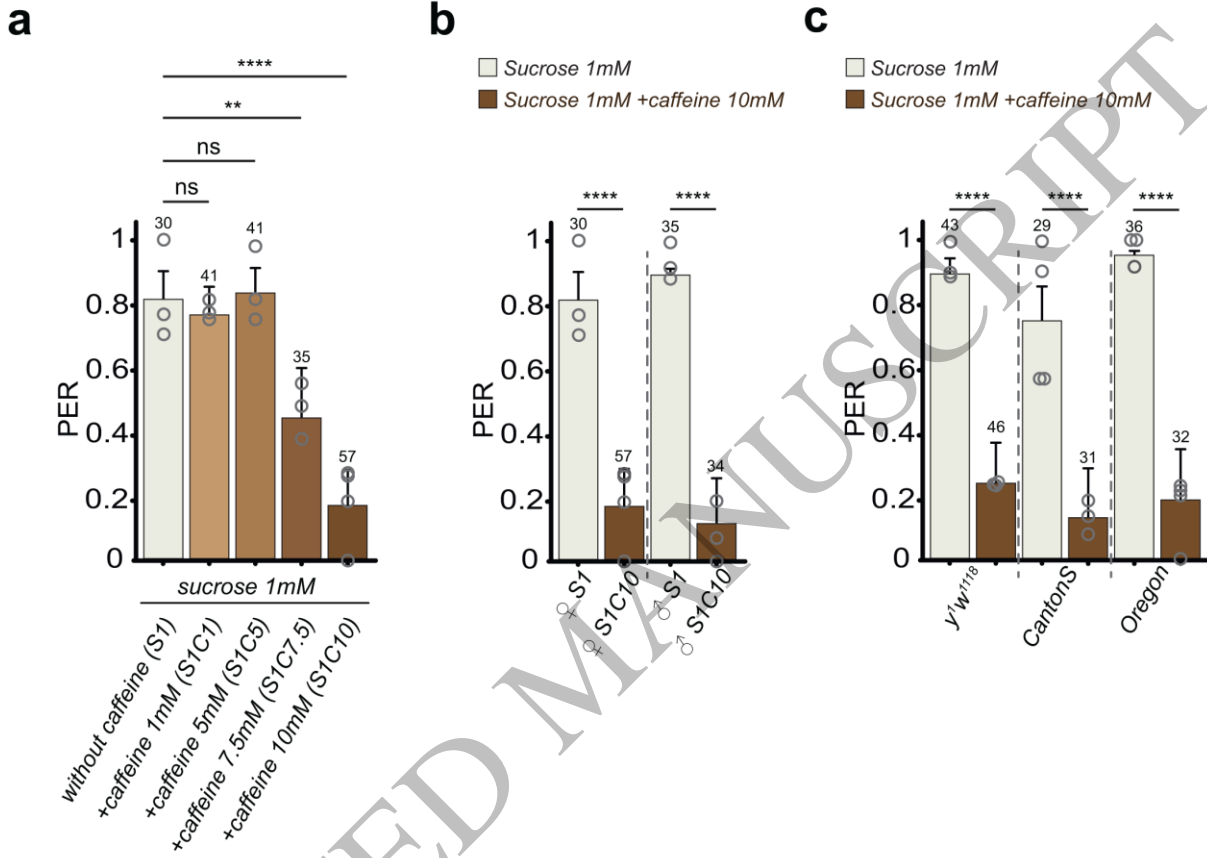 a
****
**
ns
ns
30
41
41
35
57
1
0.8
0.6
0.4
0.2
0
PER
sucrose 1mM
without caffeine (S1)
+caffeine 1mM (S1C1)
+caffeine 5mM (S1C5)
+caffeine 7.5mM (S1C7.5)
+caffeine 10mM (S1C10)
b
Sucrose 1mM
Sucrose 1mM +caffeine 10mM
****
****
30
57
35
34
1
0.8
0.6
0.4
0.2
0
PER
♀ S1
♀ S1C10
♂ S1
♂ S1C10
c
Sucrose 1mM
Sucrose 1mM +caffeine 10mM
****
****
****
43
46
29
31
36
32
1
0.8
0.6
0.4
0.2
0
PER
y¹w¹¹¹⁸
CantonS
Oregon
TED MANUSCRIPT